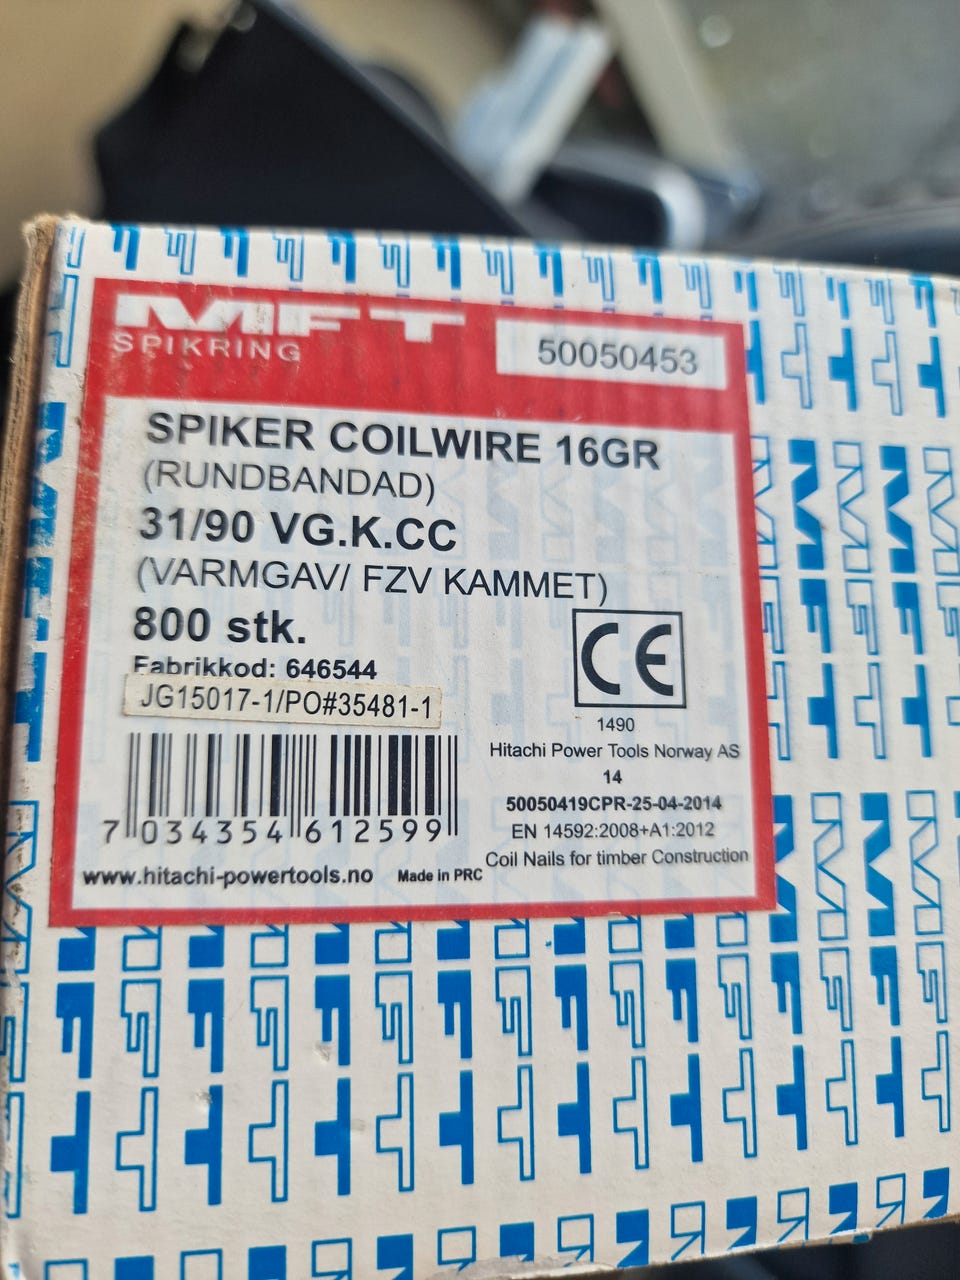 MFT
SPIKRING
50050453
SPIKER COILWIRE 16GR
(RUNDBANDAD)
31/90 VG.K.CC
(VARMGAV/ FZV KAMMET)
800 stk.
Fabrikkod: 646544
JG15017-1/PO#35481-1
7 034354 612599
www.hitachi-powertools.no
Made in PRC
CE
1490
Hitachi Power Tools Norway AS
14
50050419CPR-25-04-2014
EN 14592:2008+A1:2012
Coil Nails for timber Construction